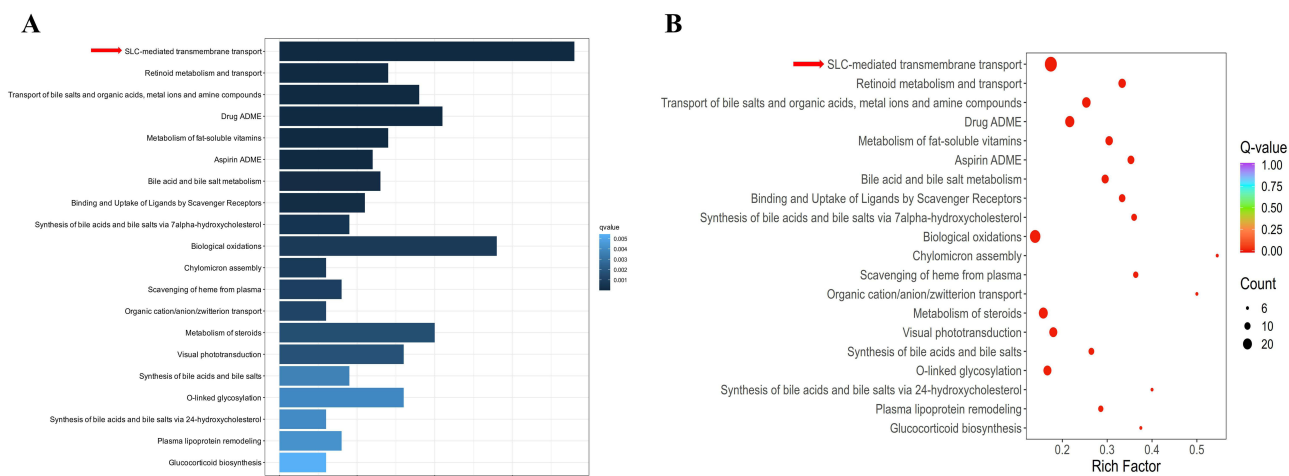 A
SLC-mediated transmembrane transport
Retinoid metabolism and transport
Transport of bile salts and organic acids, metal ions and amine compounds
Drug ADME
Metabolism of fat-soluble vitamins
Aspirin ADME
Bile acid and bile salt metabolism
Binding and Uptake of Ligands by Scavenger Receptors
Synthesis of bile acids and bile salts via 7alpha-hydroxycholesterol
Biological oxidations
Chylomicron assembly
Scavenging of heme from plasma
Organic cation/anion/zwitterion transport
Metabolism of steroids
Visual phototransduction
Synthesis of bile acids and bile salts
O-linked glycosylation
Synthesis of bile acids and bile salts via 24-hydroxycholesterol
Plasma lipoprotein remodeling
Glucocorticoid biosynthesis
qvalue
0.005
0.004
0.003
0.002
0.001
B
SLC-mediated transmembrane transport
Retinoid metabolism and transport
Transport of bile salts and organic acids, metal ions and amine compounds
Drug ADME
Metabolism of fat-soluble vitamins
Aspirin ADME
Bile acid and bile salt metabolism
Binding and Uptake of Ligands by Scavenger Receptors
Synthesis of bile acids and bile salts via 7alpha-hydroxycholesterol
Biological oxidations
Chylomicron assembly
Scavenging of heme from plasma
Organic cation/anion/zwitterion transport
Metabolism of steroids
Visual phototransduction
Synthesis of bile acids and bile salts
O-linked glycosylation
Synthesis of bile acids and bile salts via 24-hydroxycholesterol
Plasma lipoprotein remodeling
Glucocorticoid biosynthesis
0.2 0.3 0.4 0.5
Rich Factor
Q-value
1.00
0.75
0.50
0.25
0.00
Count
6
10
20